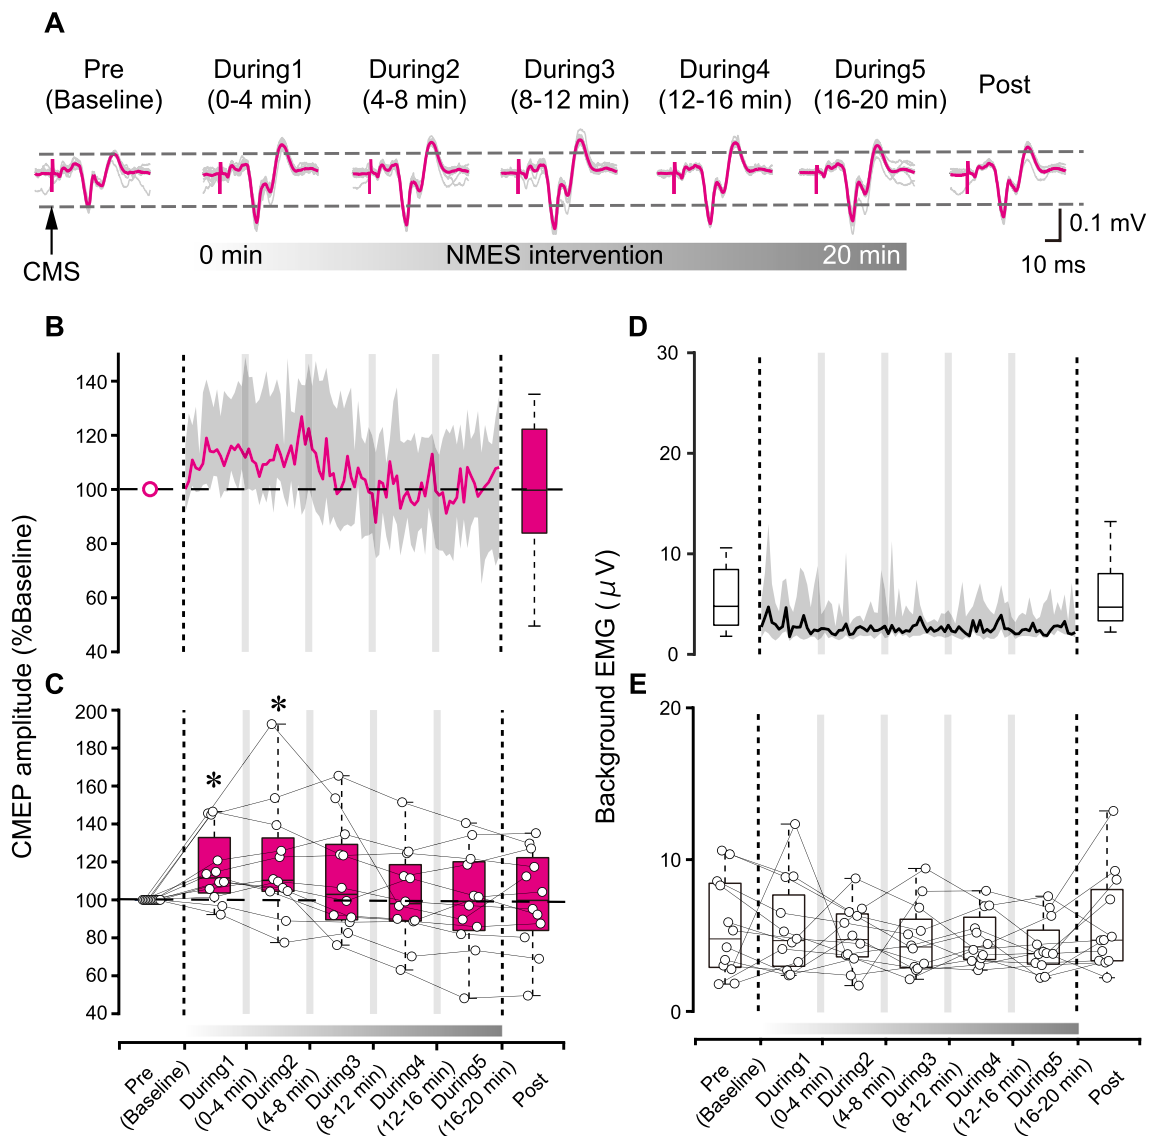 A
Pre
(Baseline)
During1
(0-4 min)
During2
(4-8 min)
During3
(8-12 min)
During4
(12-16 min)
During5
(16-20 min)
Post
CMS
0 min
NMES intervention
20 min
0.1 mV
10 ms
B
CMEP amplitude (%Baseline)
140
120
100
80
60
40
C
200
180
160
140
120
100
80
60
40
*
*
Pre
(Baseline)
During1
(0-4 min)
During2
(4-8 min)
During3
(8-12 min)
During4
(12-16 min)
During5
(16-20 min)
Post
D
Background EMG (μV)
30
20
10
0
E
20
10
0
Pre
(Baseline)
During1
(0-4 min)
During2
(4-8 min)
During3
(8-12 min)
During4
(12-16 min)
During5
(16-20 min)
Post